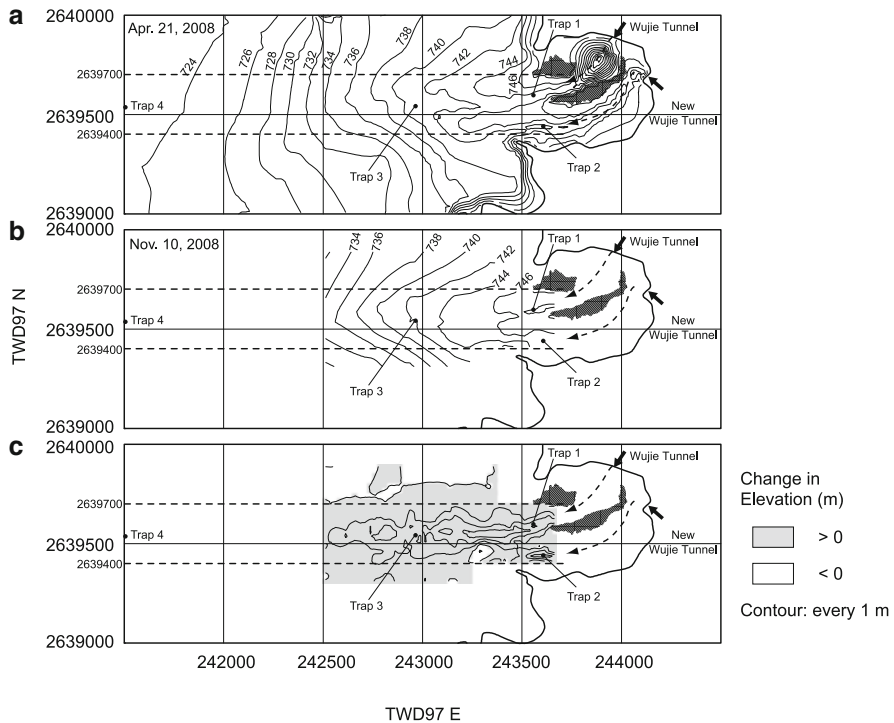 a
Apr. 21, 2008
2640000
2639700
2639500
2639400
2639000
724
726
728
730
732
734
736
738
740
742
744
746
Trap 1
Trap 2
Trap 3
Trap 4
Wujie Tunnel
New
Wujie Tunnel
b
Nov. 10, 2008
2640000
2639700
2639500
2639400
2639000
734
736
738
740
742
744
746
Trap 1
Trap 2
Trap 3
Trap 4
Wujie Tunnel
New
Wujie Tunnel
TWD97 N
c
2640000
2639700
2639500
2639400
2639000
Trap 1
Trap 2
Trap 3
Trap 4
Wujie Tunnel
New
Wujie Tunnel
Change in
Elevation (m)
> 0
< 0
Contour: every 1 m
242000
242500
243000
243500
244000
TWD97 E